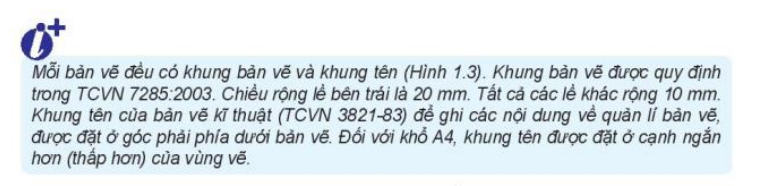 i+
Mỗi bản vẽ đều có khung bản vẽ và khung tên (Hình 1.3). Khung bản vẽ được quy định
trong TCVN 7285:2003. Chiều rộng lề bên trái là 20 mm. Tất cả các lề khác rộng 10 mm.
Khung tên của bản vẽ kĩ thuật (TCVN 3821-83) để ghi các nội dung về quản lí bản vẽ,
được đặt ở góc phải phía dưới bản vẽ. Đối với khổ A4, khung tên được đặt ở cạnh ngắn
hơn (thấp hơn) của vùng vẽ.